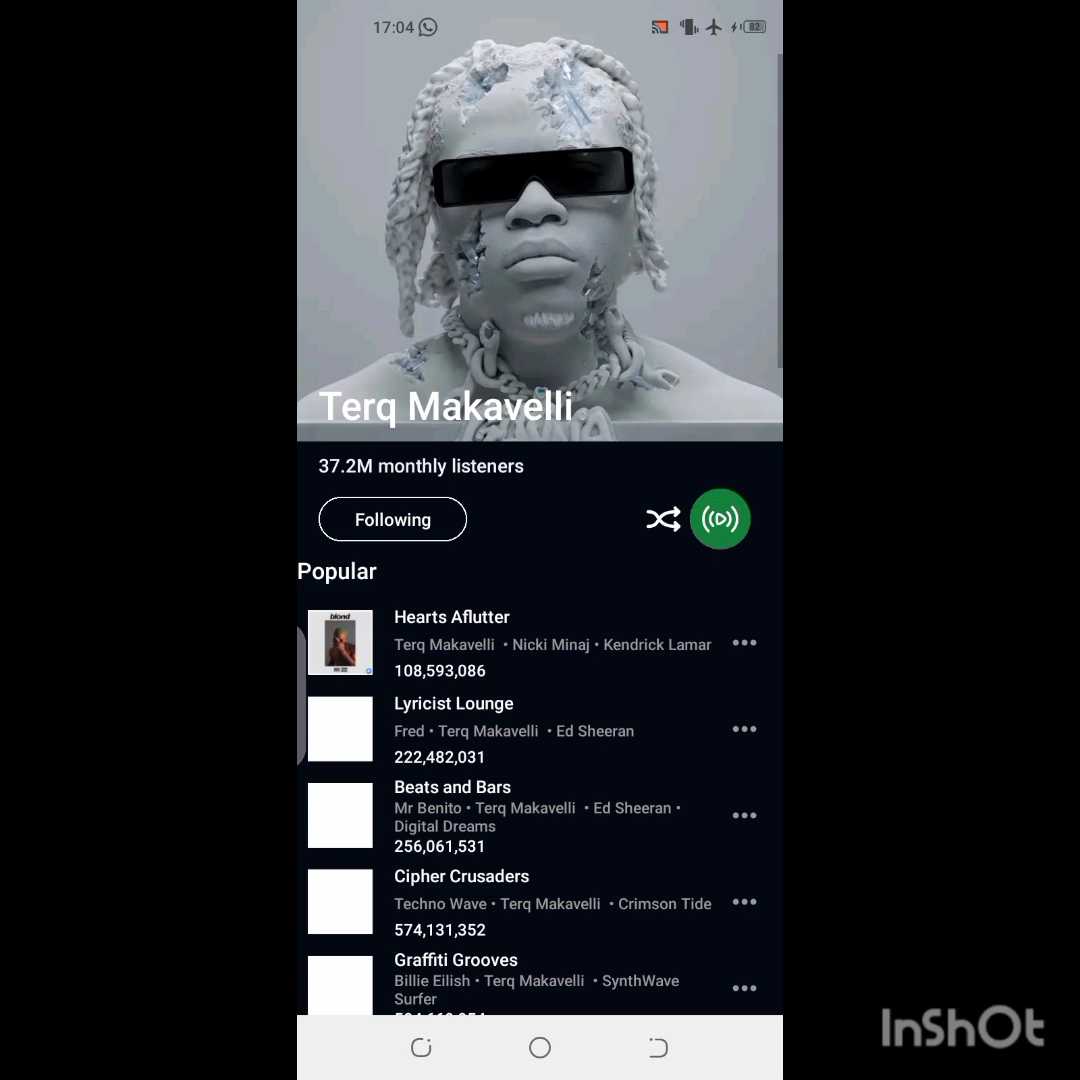 17:04
82
Terq Makavelli
37.2M monthly listeners
Following
Popular
blond
Hearts Aflutter
Terq Makavelli • Nicki Minaj • Kendrick Lamar
108,593,086
Lyricist Lounge
Fred • Terq Makavelli • Ed Sheeran
222,482,031
Beats and Bars
Mr Benito • Terq Makavelli • Ed Sheeran •
Digital Dreams
256,061,531
Cipher Crusaders
Techno Wave • Terq Makavelli • Crimson Tide
574,131,352
Graffiti Grooves
Billie Eilish • Terq Makavelli • SynthWave
Surfer
InShOt